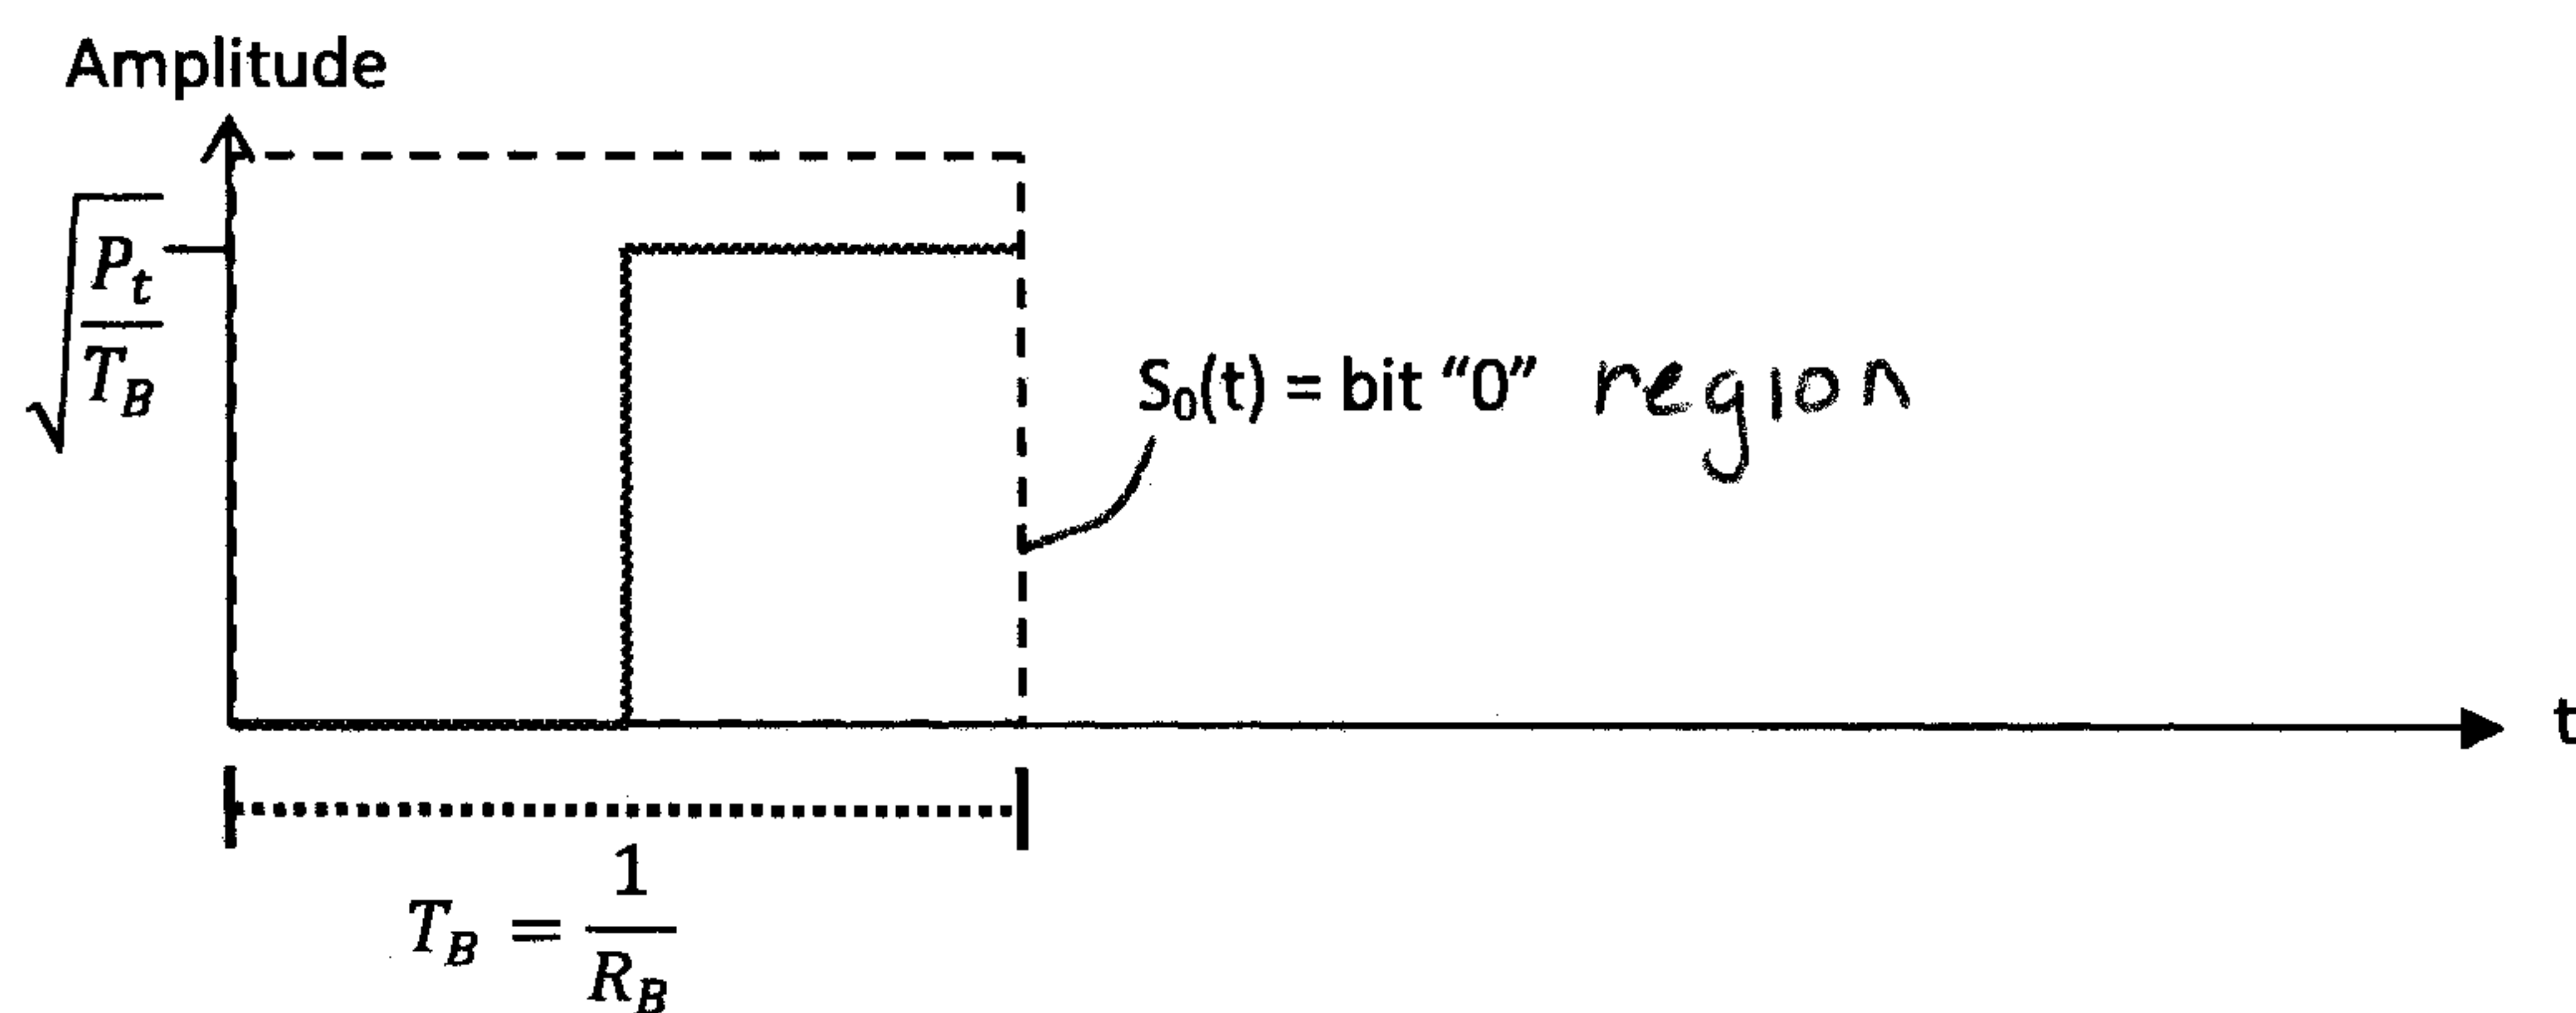 Amplitude
√(P_t/T_B)
S₀(t) = bit “0” region
t
T_B = 1/R_B